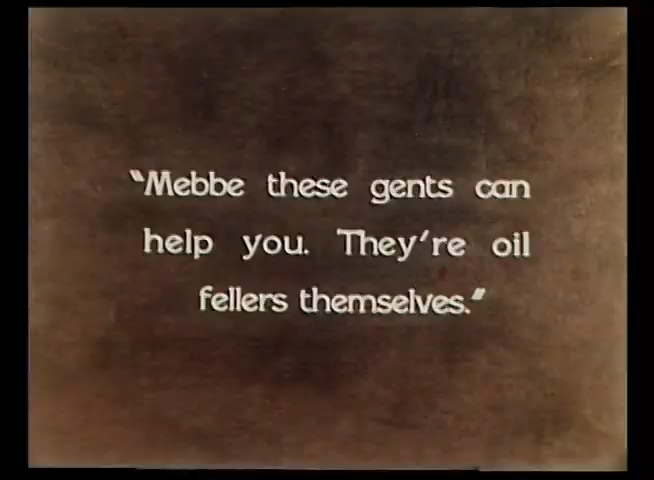 "Mebbe these gents can
help you. They're oil
fellers themselves."